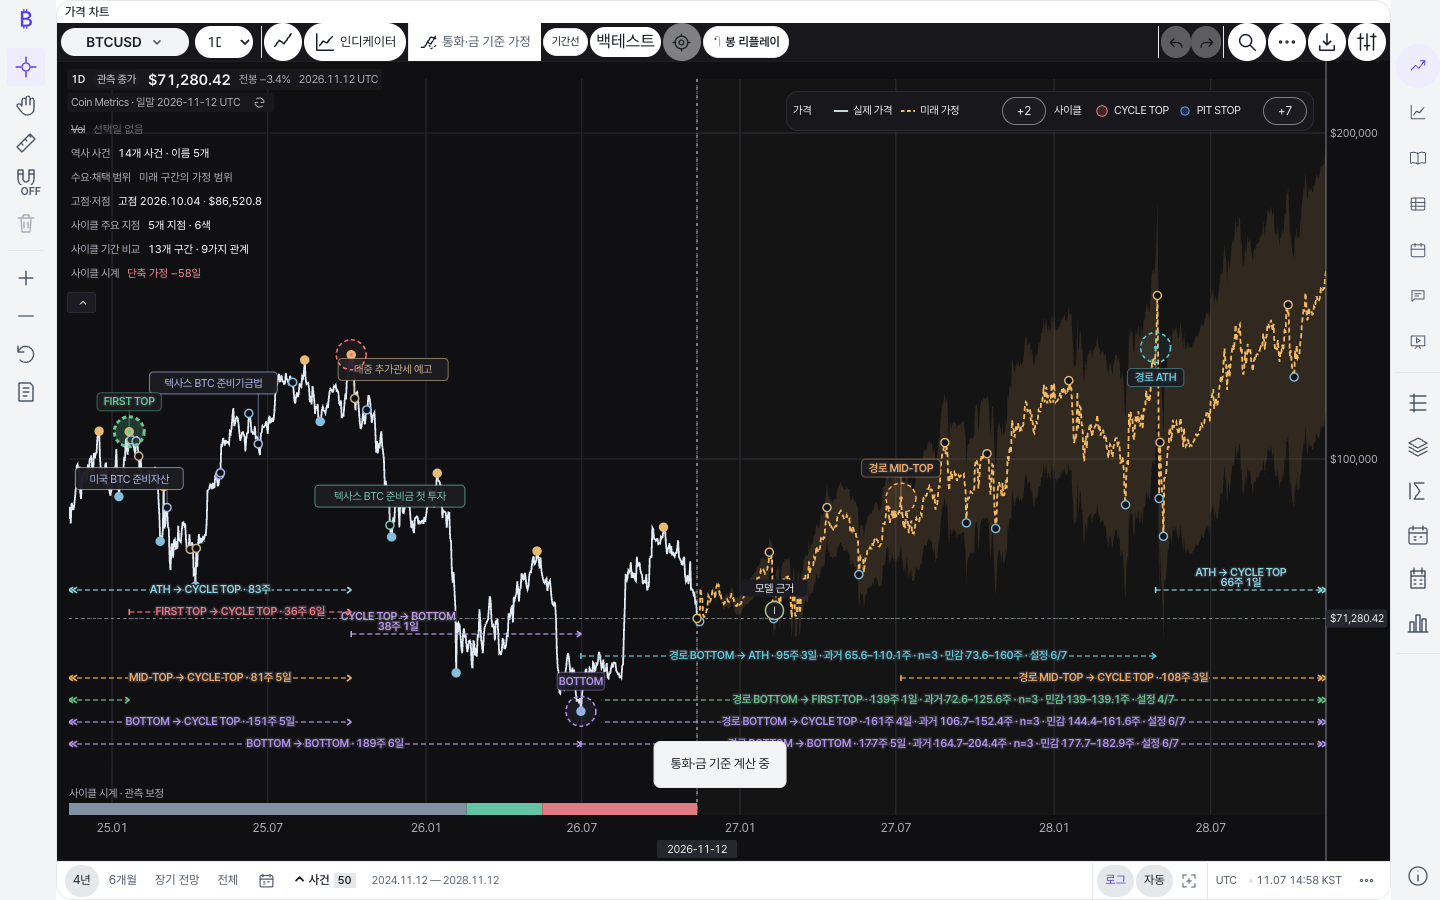 가격 차트
BTCUSD
인디케이터
통화·금 기준 가정
기간선
백테스트
봉 리플레이
1D 관측 종가 $71,280.42 전봉 −3.4% 2026.11.12 UTC
Coin Metrics · 일말 2026-11-12 UTC
Vol 선택일 없음
역사 사건 14개 사건 · 이름 5개
수요·채택 범위 미래 구간의 가정 범위
고점·저점 고점 2026.10.04 · $86,520.8
사이클 주요 지점 5개 지점 · 6색
사이클 기간 비교 13개 구간 · 9가지 관계
사이클 시계 단축 가정 −58일
OFF
가격 실제 가격 미래 가정 +2 사이클 CYCLE TOP PIT STOP +7
$200,000
$100,000
$71,280.42
텍사스 BTC 준비기금법
추가관세 예고
FIRST TOP
미국 BTC 준비자산
텍사스 BTC 준비금 첫 투자
경로 ATH
경로 MID-TOP
모델 근거
BOTTOM
ATH → CYCLE TOP · 83주
FIRST TOP → CYCLE TOP · 36주 6일
CYCLE TOP → BOTTOM
38주 1일
ATH → CYCLE TOP
66주 1일
경로 BOTTOM → ATH · 95주 3일 · 과거 65.6–110.1주 · n=3 · 민감 73.6–160주 · 설정 6/7
MID-TOP → CYCLE TOP · 81주 5일
경로 MID-TOP → CYCLE TOP · 108주 3일
경로 BOTTOM → FIRST TOP · 139주 1일 · 과거 72.6–125.6주 · n=3 · 민감 139–139.1주 · 설정 4/7
BOTTOM → CYCLE TOP · 151주 5일
경로 BOTTOM → CYCLE TOP · 161주 4일 · 과거 106.7–152.4주 · n=3 · 민감 144.4–161.6주 · 설정 6/7
BOTTOM → BOTTOM · 189주 6일
BOTTOM → BOTTOM · 177주 5일 · 과거 164.7–204.4주 · n=3 · 민감 177.7–182.9주 · 설정 6/7
통화·금 기준 계산 중
사이클 시계 · 관측 보정
25.01 25.07 26.01 26.07 27.01 27.07 28.01 28.07
2026-11-12
4년 6개월 장기 전망 전체 사건 50 2024.11.12 — 2028.11.12
로그 자동 UTC 11.07 14:58 KST